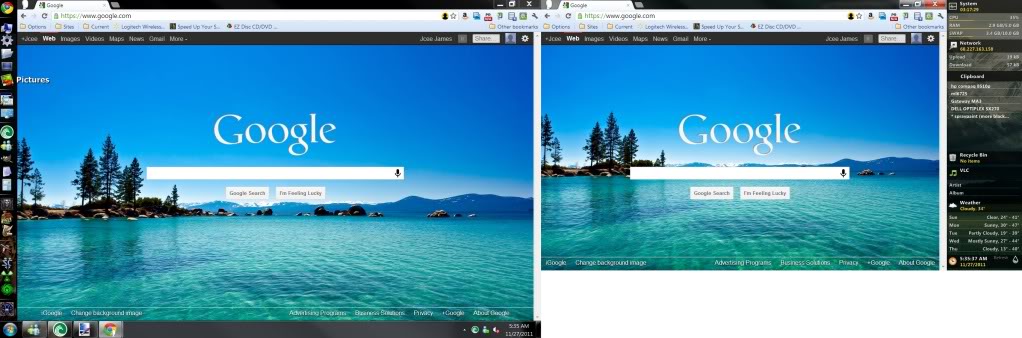 Google
https://www.google.com
Options Sites Current Logitech Wireless... Speed Up Your S... EZ Disc CD/DVD ... Other bookmarks
+Jose Web Images Videos Maps News Gmail More
Jose James Share
Pictures
Google
Google Search I'm Feeling Lucky
iGoogle Change background image
Advertising Programs Business Solutions Privacy +Google About Google
5:35 AM
11/27/2011
Google
https://www.google.com
Options Sites Current Logitech Wireless... Speed Up Your S... EZ Disc CD/DVD ... Other bookmarks
+Jose Web Images Videos Maps News Gmail More
Jose James Share
Google
Google Search I'm Feeling Lucky
iGoogle Change background image
Advertising Programs Business Solutions Privacy +Google About Google
System
CPU
RAM
SWAP
Network
Upload
Download
Clipboard
hp compaq 8510p
Gateway MA3
DELL OPTIPLEX SX270
* spraypaint (more black...
Recycle Bin
No items
VLC
Artist
Album
Weather
Cloudy, 34°
Sun Clear, 24° - 41°
Mon Sunny, 20° - 47°
Tue Partly Cloudy, 19° - 39°
Wed Mostly Sunny, 27° - 44°
Thu Cloudy, 13° - 40°
5:35:37 AM
11/27/2011